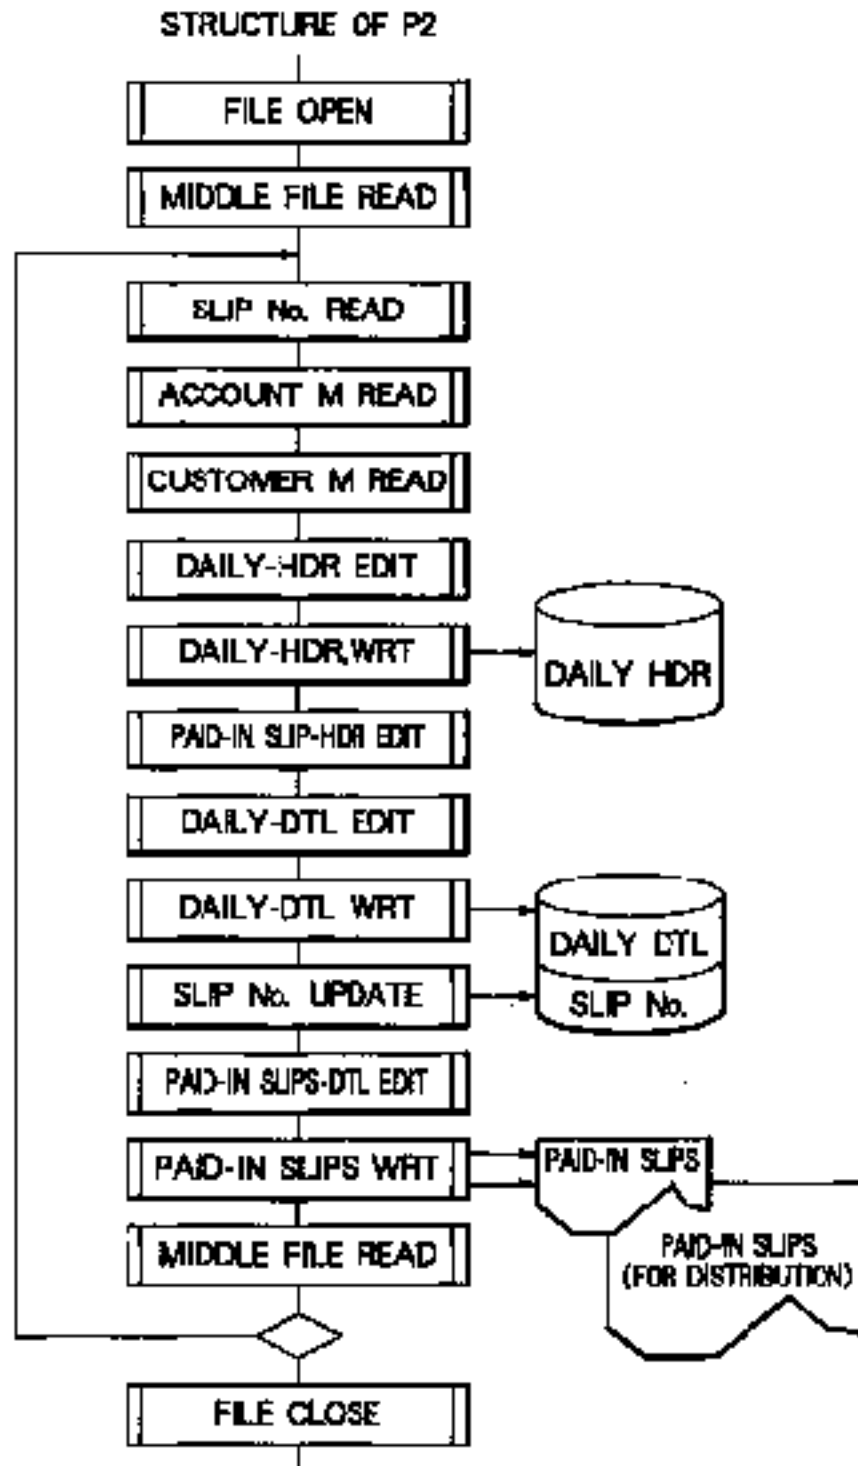 STRUCTURE OF P2
FILE OPEN
MIDDLE FILE READ
SLIP No. READ
ACCOUNT M READ
CUSTOMER M READ
DAILY-HDR EDIT
DAILY-HDR,WRT
DAILY HDR
PAID-IN SLIP-HDR EDIT
DAILY-DTL EDIT
DAILY-DTL WRT
DAILY DTL
SLIP No. UPDATE
SLIP No.
PAID-IN SLIPS-DTL EDIT
PAID-IN SLIPS WRT
PAID-IN SLIPS
MIDDLE FILE READ
PAID-IN SLIPS
(FOR DISTRIBUTION)
FILE CLOSE